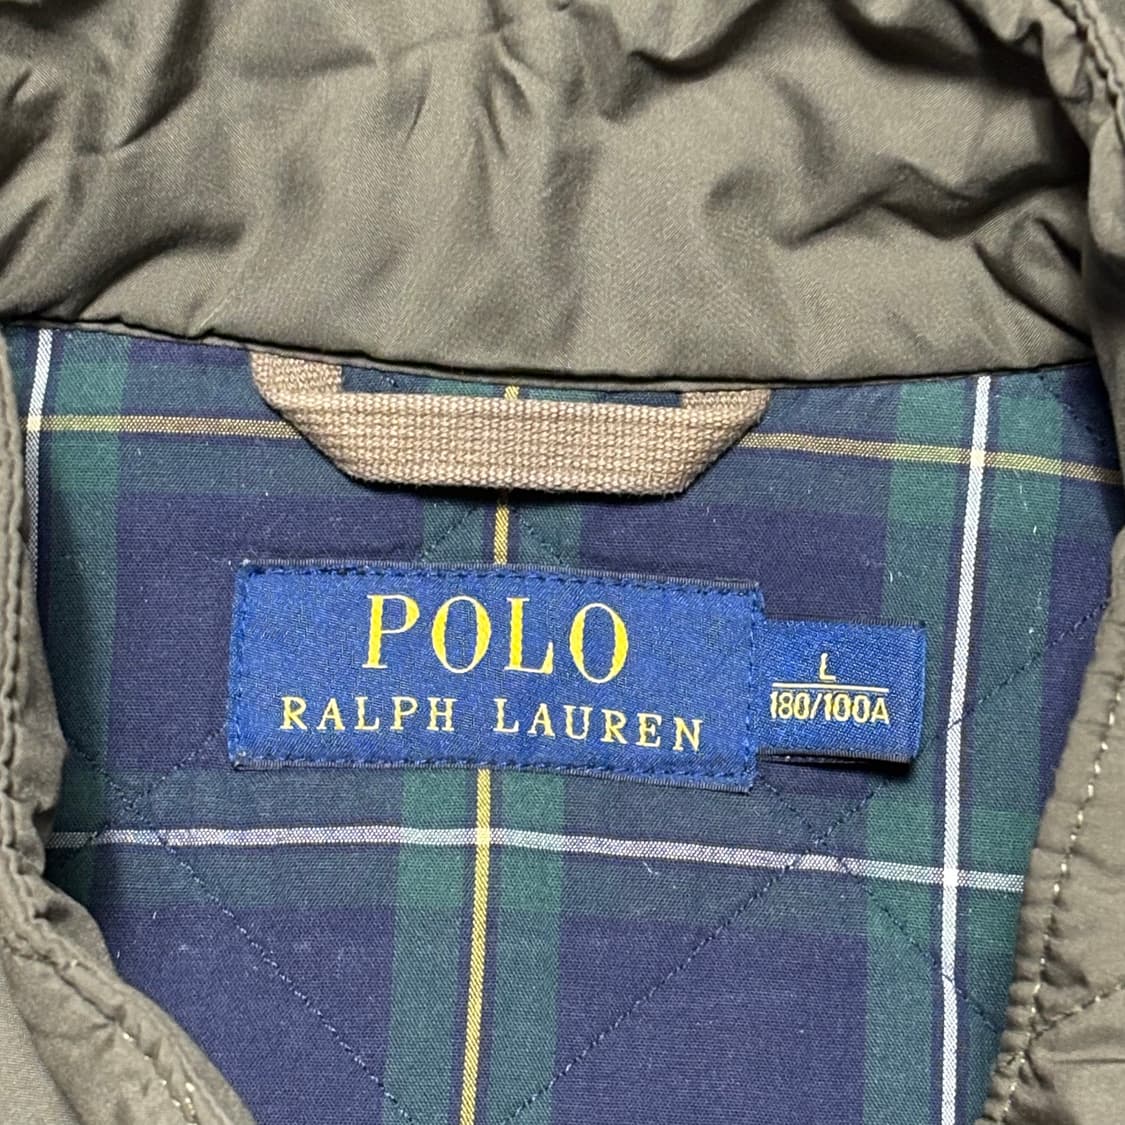 POLO
RALPH LAUREN
L
180/100A